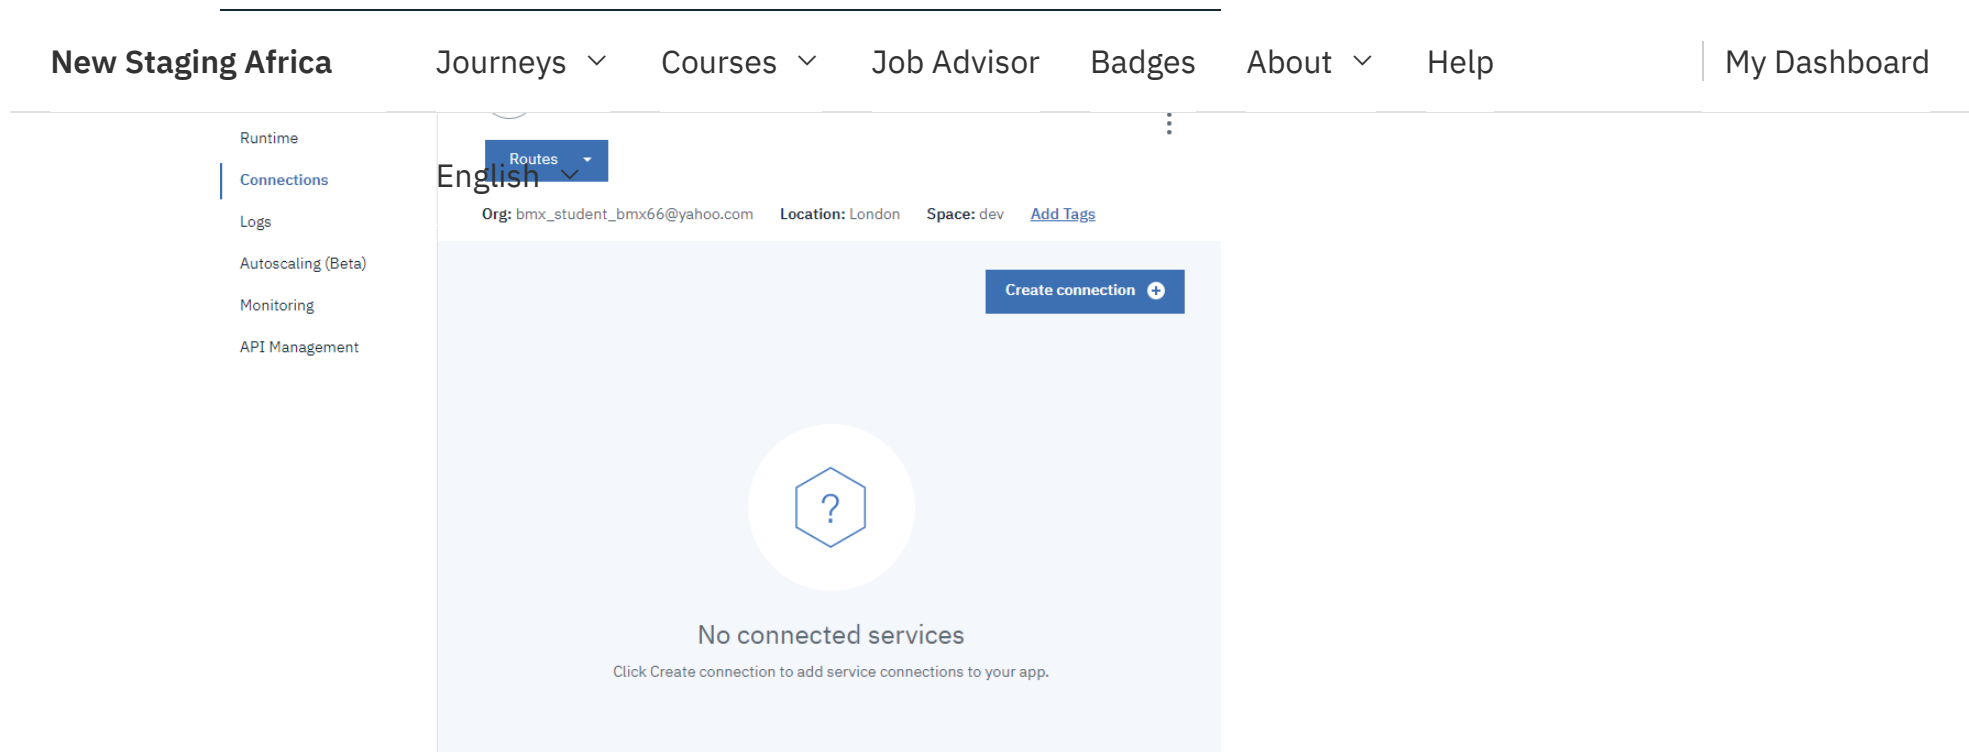 New Staging Africa Journeys Courses Job Advisor Badges About Help My Dashboard
Runtime
Connections
Logs
Autoscaling (Beta)
Monitoring
API Management
Routes
English
Org: bmx_student_bmx66@yahoo.com Location: London Space: dev Add Tags
Create connection
?
No connected services
Click Create connection to add service connections to your app.